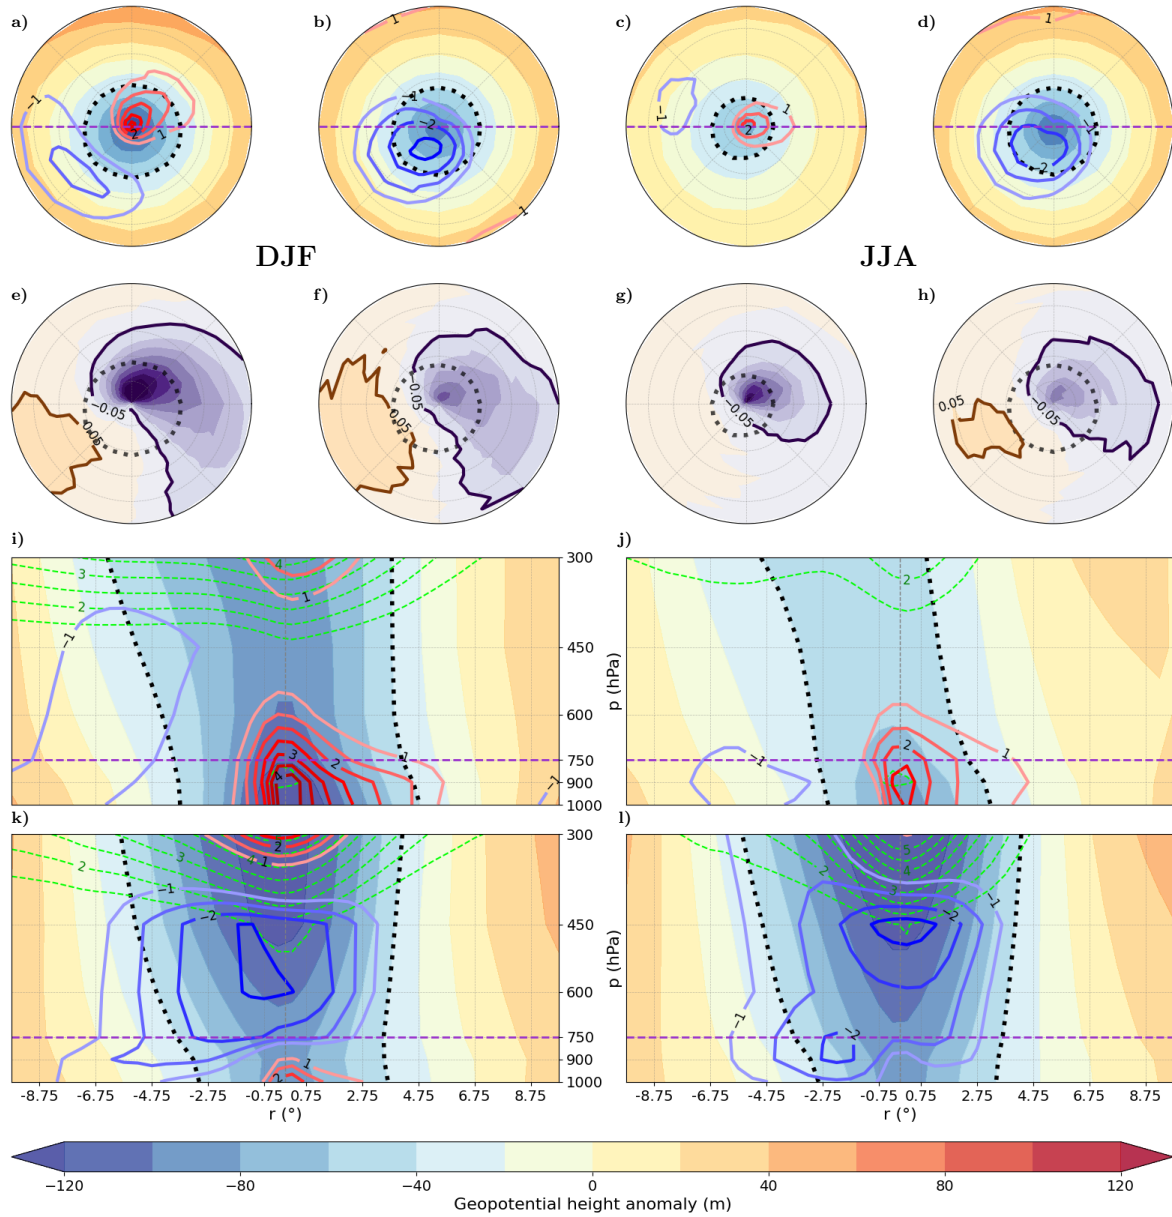 a) b) c) d)
−1 2 1
1 −1 −2 1
−1 2 1
1 −1 −2
DJF JJA
e) f) g) h)
−0.05 0.05
−0.05 0.05
−0.05
0.05 −0.05
i) j)
4 3 2 1 −1 3 2 1 4 −1
300
450
600
750
900
1000
p (hPa)
2 2 1 −1
k) l)
2 3 4 2 1 −1 −2 1 2
300
450
600
750
900
1000
p (hPa)
2 5 4 3 −2 −1 −1 −2
-8.75 -6.75 -4.75 -2.75 -0.75 0.75 2.75 4.75 6.75 8.75
r (°)
-8.75 -6.75 -4.75 -2.75 -0.75 0.75 2.75 4.75 6.75 8.75
r (°)
−120 −80 −40 0 40 80 120
Geopotential height anomaly (m)